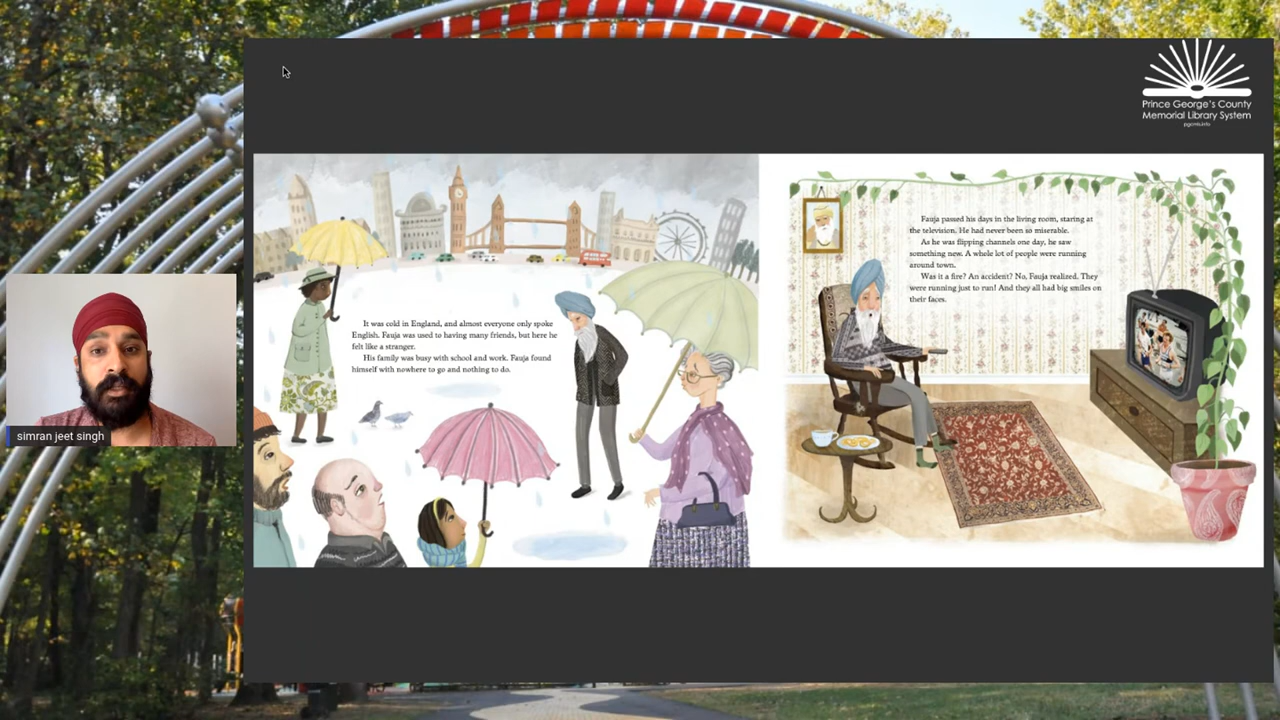 Prince George's County
Memorial Library System
pgcmls.info
It was cold in England, and almost everyone only spoke
English. Fauja was used to having many friends, but here he
felt like a stranger.
His family was busy with school and work. Fauja found
himself with nowhere to go and nothing to do.
Fauja passed his days in the living room, staring at
the television. He had never been so miserable.
As he was flipping channels one day, he saw
something new. A whole lot of people were running
around town.
Was it a fire? An accident? No, Fauja realized. They
were running just to run! And they all had big smiles on
their faces.
simran jeet singh